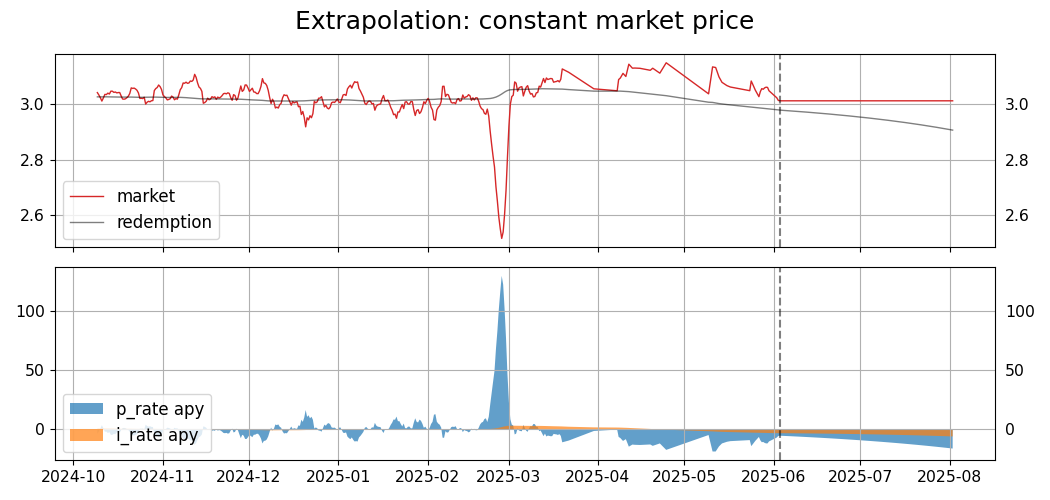 Extrapolation: constant market price
3.0 3.0
2.8 2.8
2.6 2.6
market
redemption
100 100
50 50
0 0
p_rate apy
i_rate apy
2024-10 2024-11 2024-12 2025-01 2025-02 2025-03 2025-04 2025-05 2025-06 2025-07 2025-08